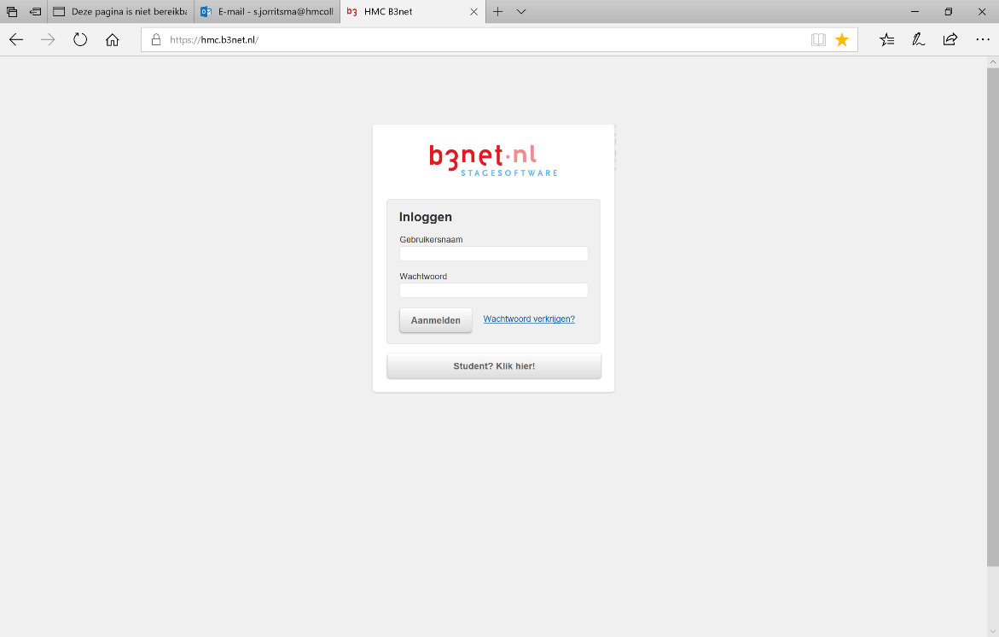 Deze pagina is niet bereikba
E-mail - s.jorritsma@hmcoll
b3 HMC B3net
https://hmc.b3net.nl/
b3net.nl
STAGESOFTWARE
Inloggen
Gebruikersnaam
Wachtwoord
Aanmelden Wachtwoord verkrijgen?
Student? Klik hier!